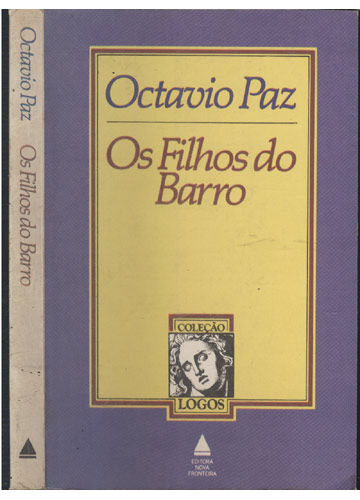 Octavio Paz
Os Filhos do Barro
Octavio Paz
Os Filhos do
Barro
COLEÇÃO
LOGOS
EDITORA
NOVA
FRONTEIRA